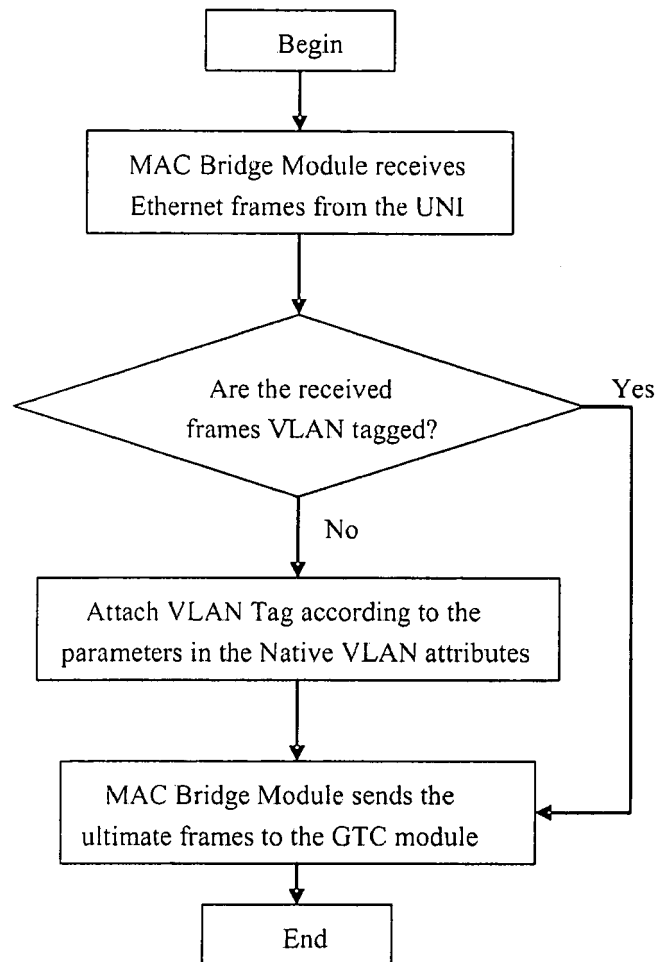 Begin
MAC Bridge Module receives
Ethernet frames from the UNI
Are the received
frames VLAN tagged?
Yes
No
Attach VLAN Tag according to the
parameters in the Native VLAN attributes
MAC Bridge Module sends the
ultimate frames to the GTC module
End